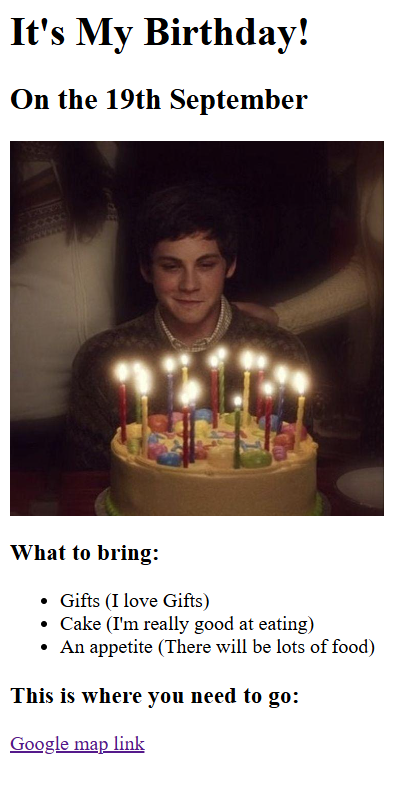 It's My Birthday!
On the 19th September
What to bring:
Gifts (I love Gifts)
Cake (I'm really good at eating)
An appetite (There will be lots of food)
This is where you need to go:
Google map link